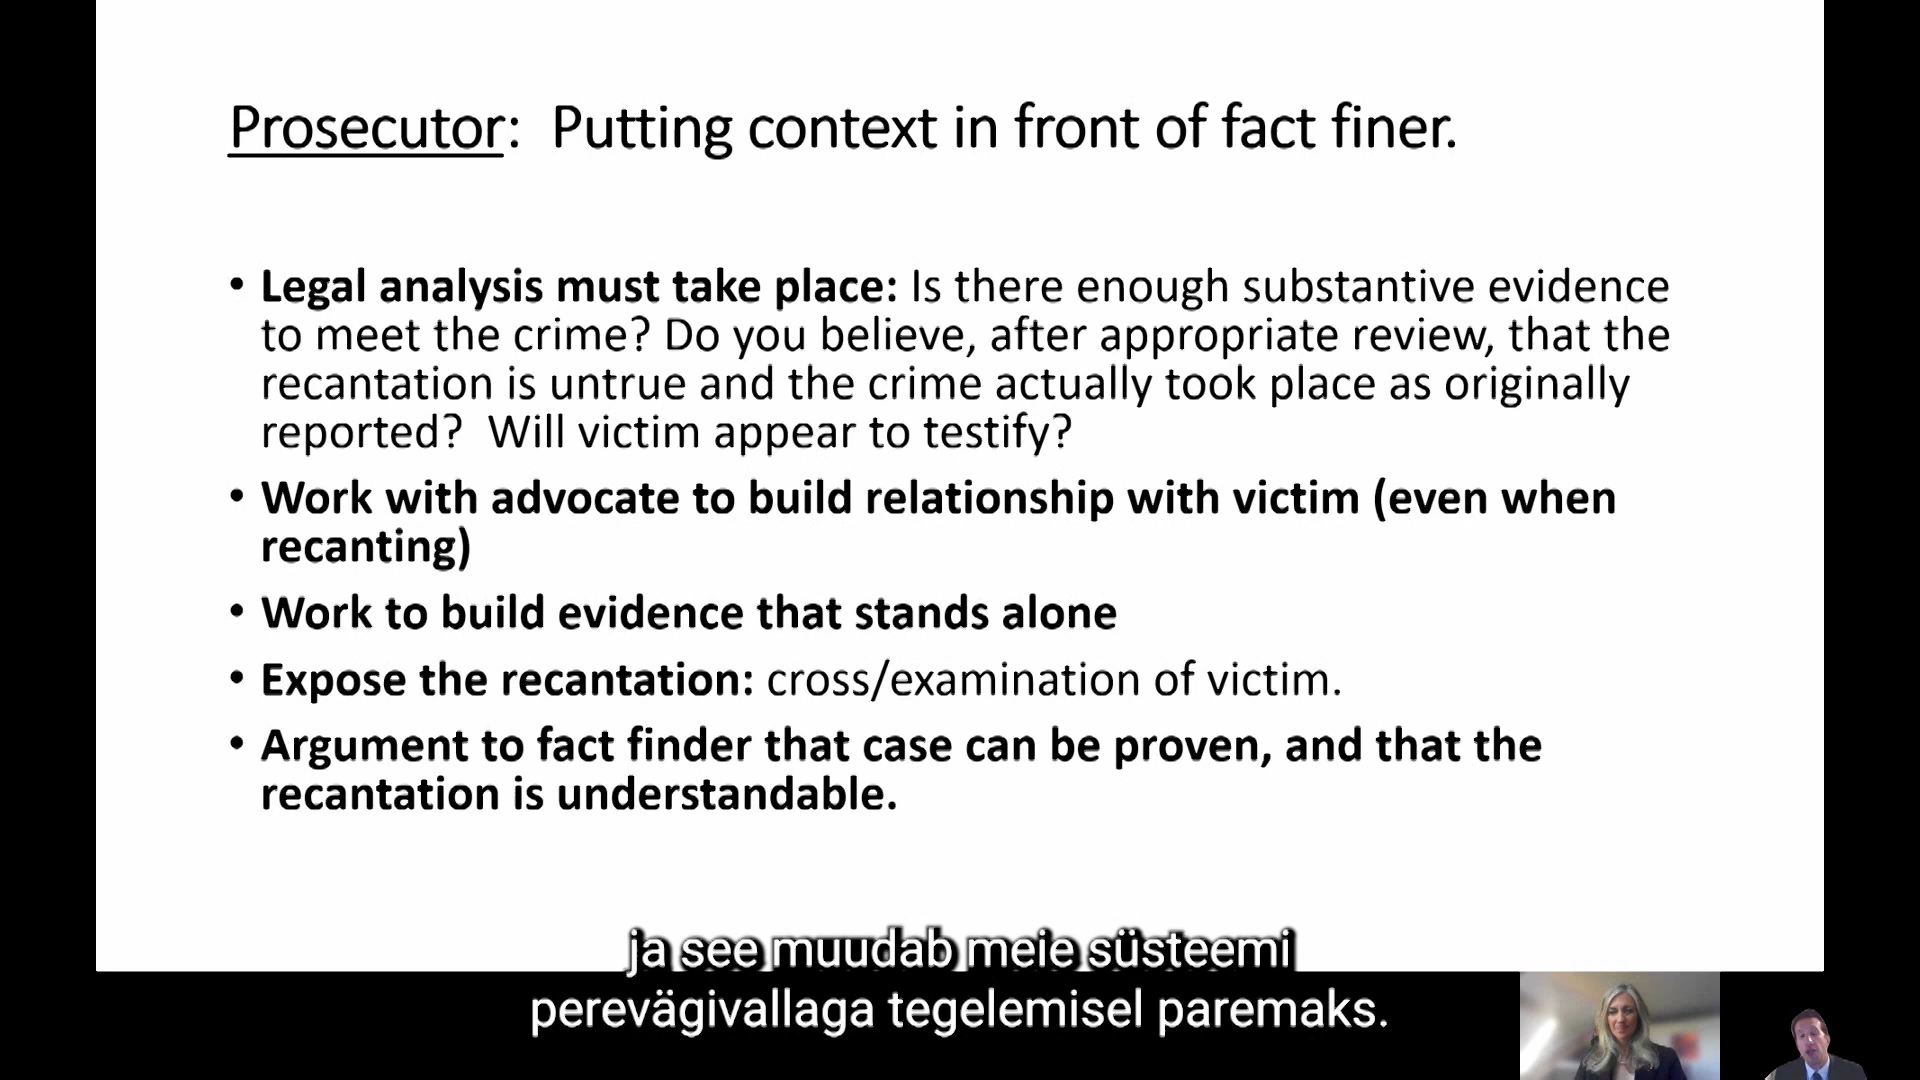 Prosecutor: Putting context in front of fact finer.
• Legal analysis must take place: Is there enough substantive evidence
to meet the crime? Do you believe, after appropriate review, that the
recantation is untrue and the crime actually took place as originally
reported? Will victim appear to testify?
• Work with advocate to build relationship with victim (even when
recanting)
• Work to build evidence that stands alone
• Expose the recantation: cross/examination of victim.
• Argument to fact finder that case can be proven, and that the
recantation is understandable.
ja see muudab meie süsteemi
perevägivallaga tegelemisel paremaks.